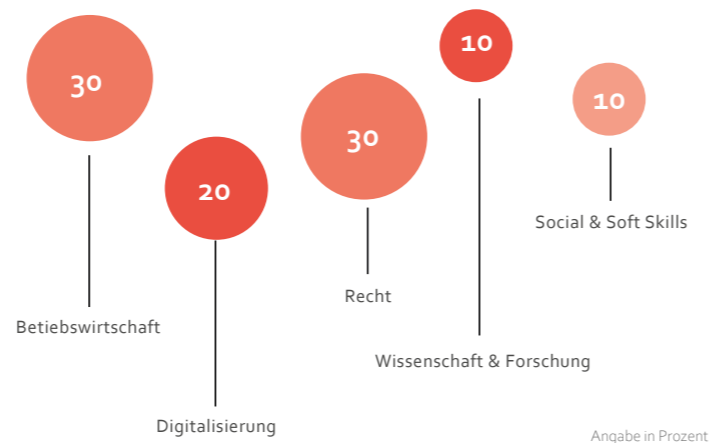 30
20
30
10
10
Social & Soft Skills
Recht
Betiebswirtschaft
Wissenschaft & Forschung
Digitalisierung
Angabe in Prozent